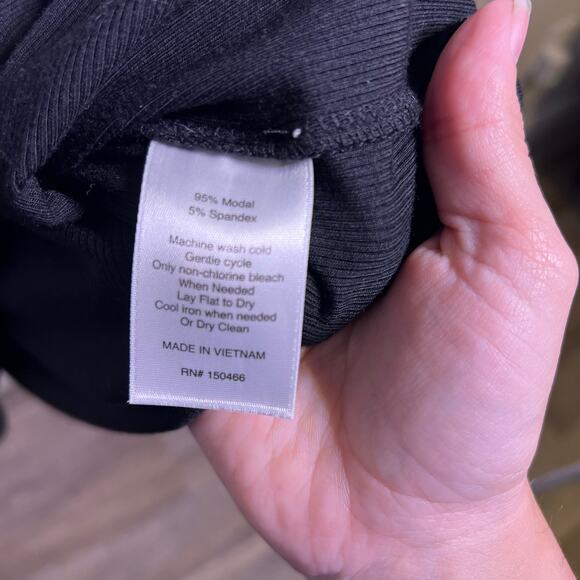 95% Modal
5% Spandex
Machine wash cold
Gentle cycle
Only non-chlorine bleach
When Needed
Lay Flat to Dry
Cool iron when needed
Or Dry Clean
MADE IN VIETNAM
RN# 150466